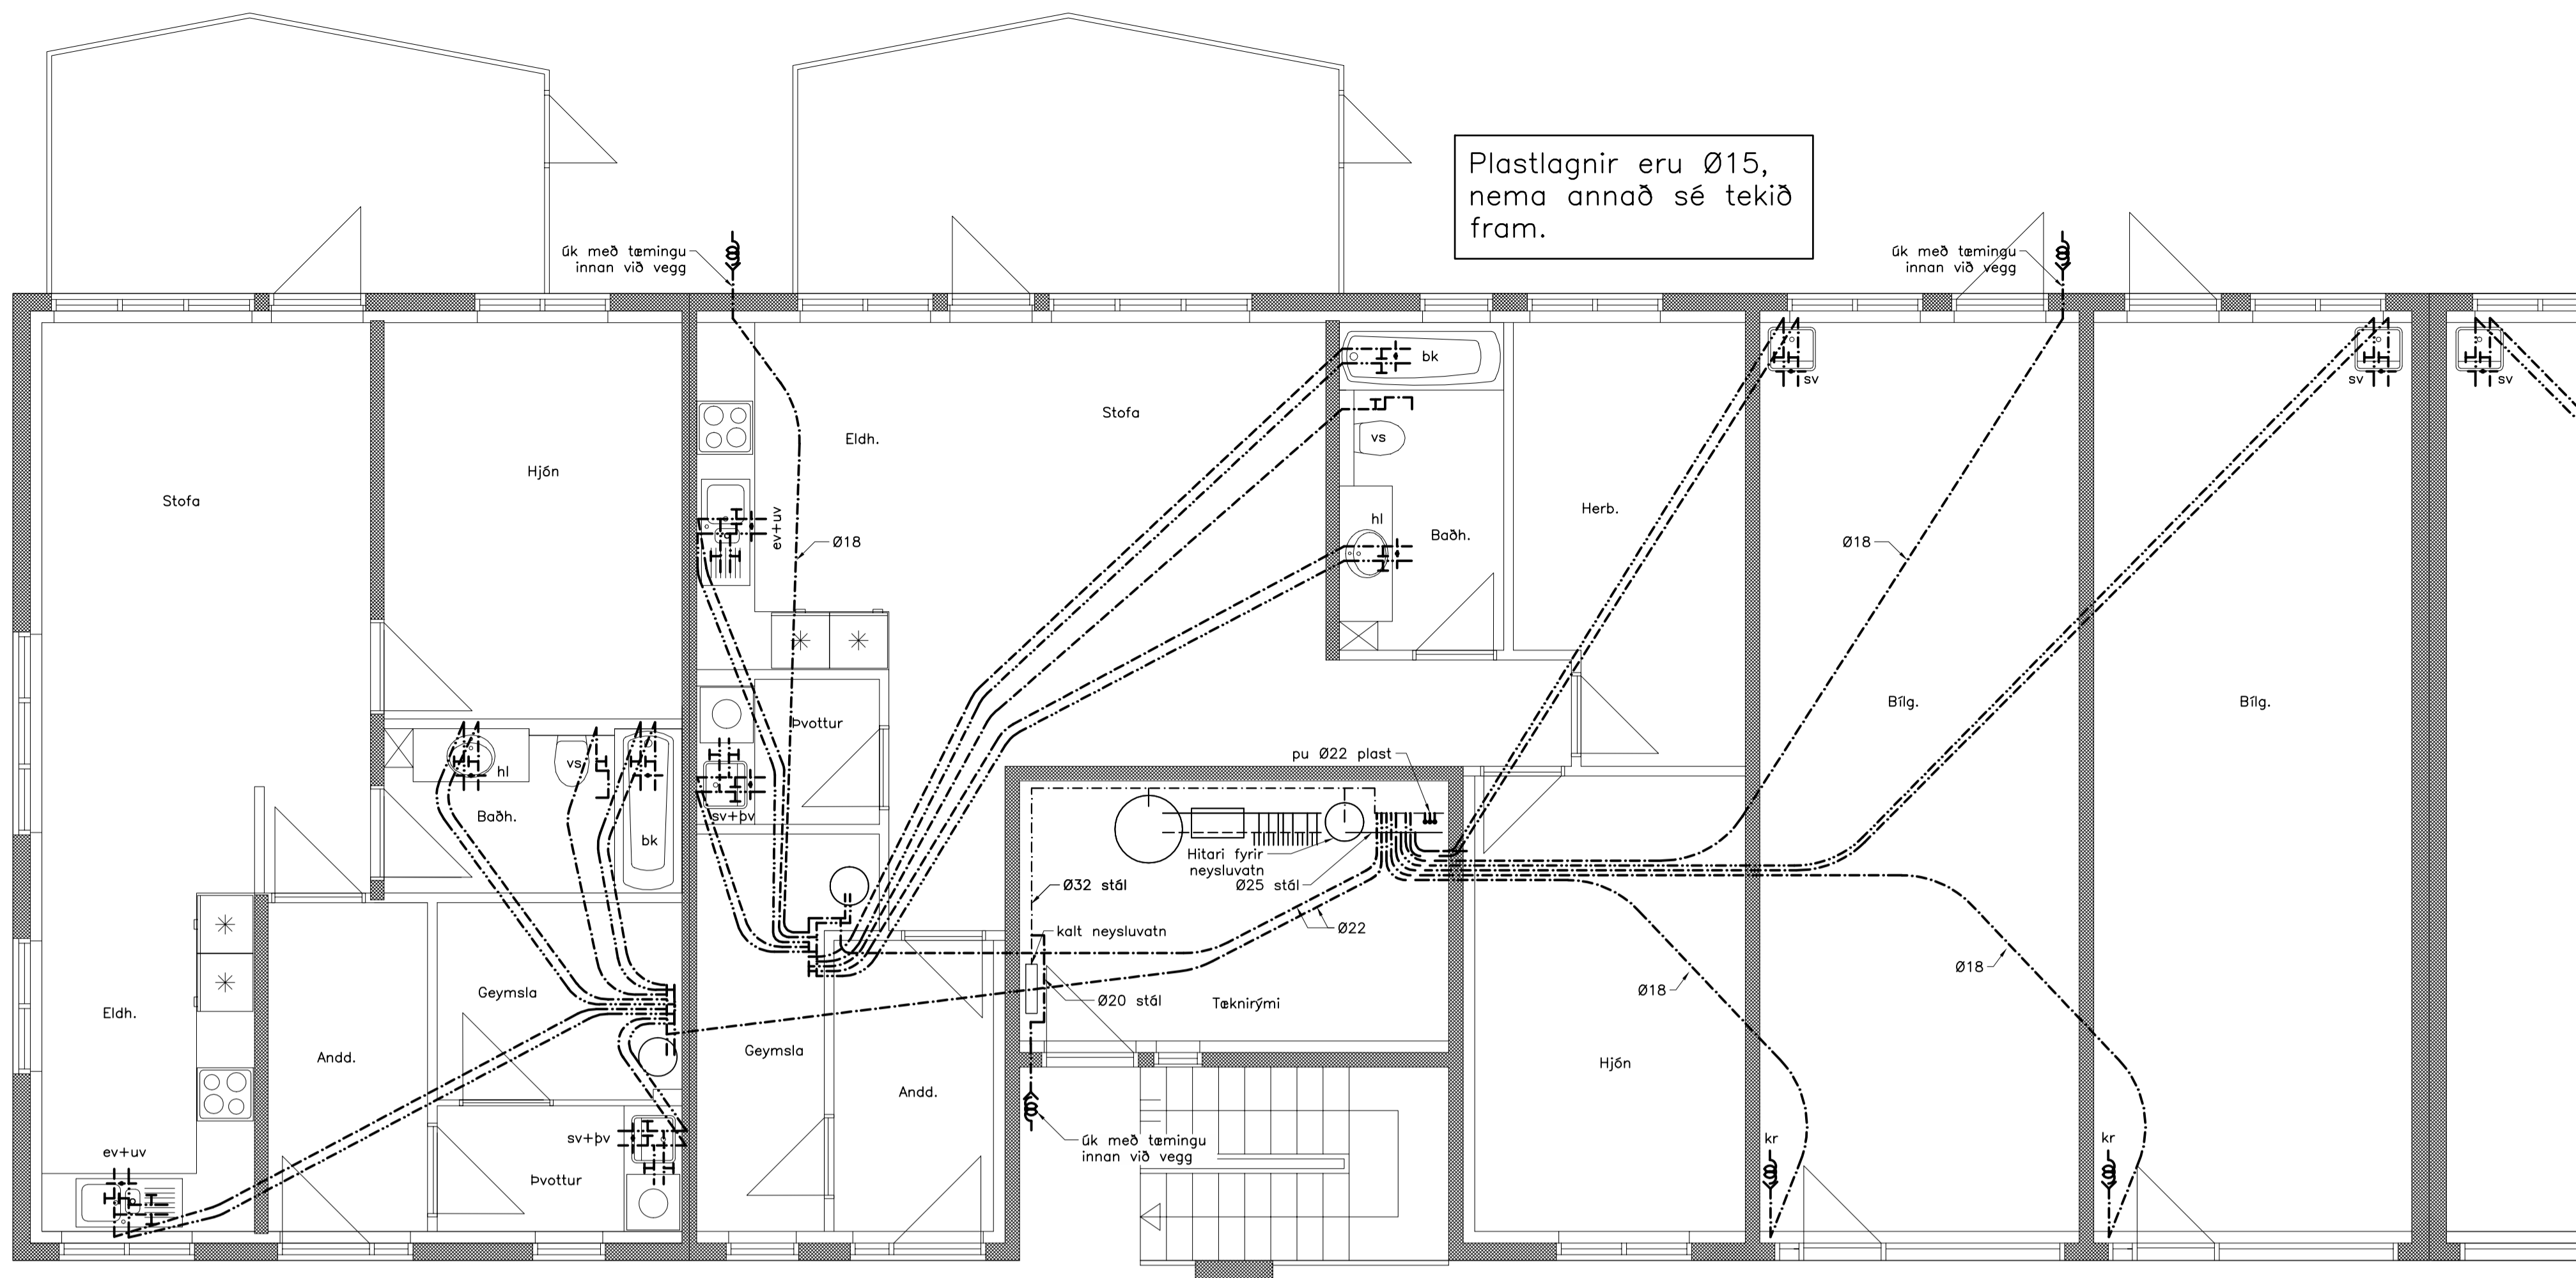 Plastlagnir eru Ø15,
nema annað sé tekið
fram.
úk með tæmingu
innan við vegg
úk með tæmingu
innan við vegg
sv
sv
sv
bk
Stofa
Eldh.
vs
Hjón
Stofa
Herb.
hl
ev+uv
Baðh.
Ø18
Ø18
Bílg.
Bílg.
Þvottur
pu Ø22 plast
vs
hl
Baðh.
sv+þv
bk
Hitari fyrir
neysluvatn
Ø32 stál
Ø25 stál
kalt neysluvatn
Ø22
Ø18
Ø18
Geymsla
Ø20 stál
Tæknirými
Eldh.
Andd.
Geymsla
Hjón
Andd.
sv+þv
úk með tæmingu
innan við vegg
kr
kr
ev+uv
Þvottur